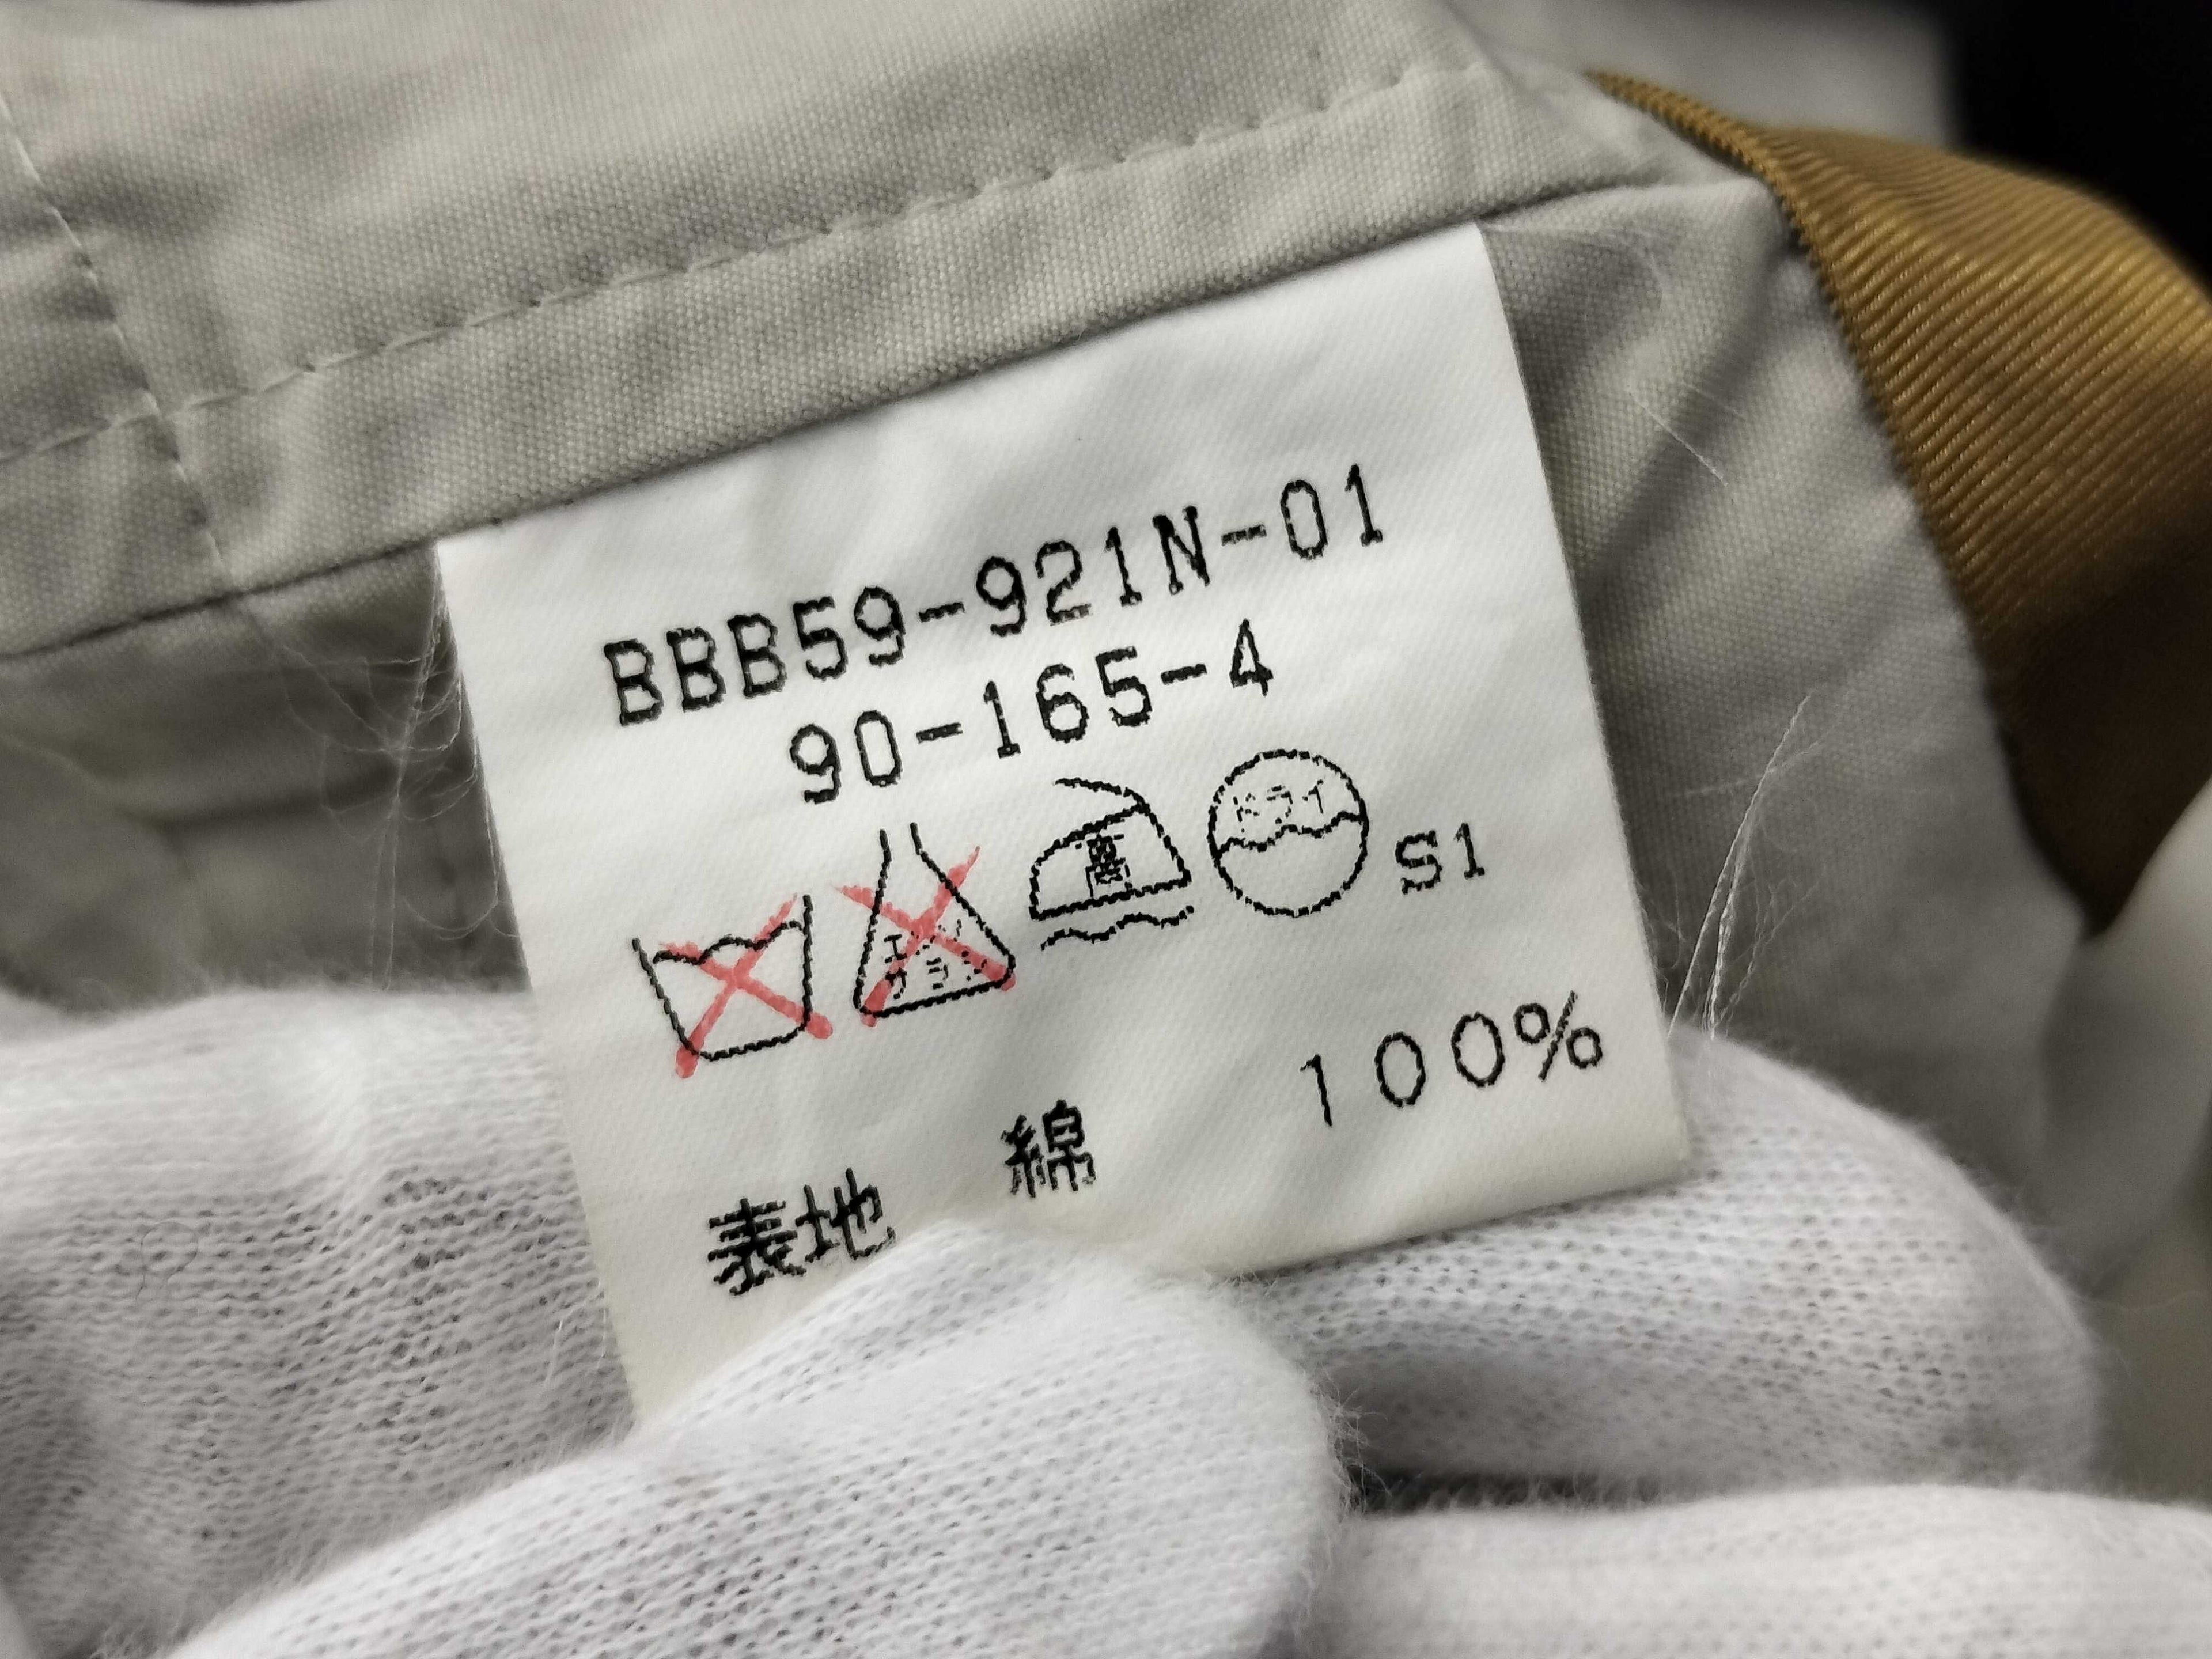 BBB59-921N-01
90-165-4
エンソ
サラシ
高
ドライ
S1
表地 綿 100%